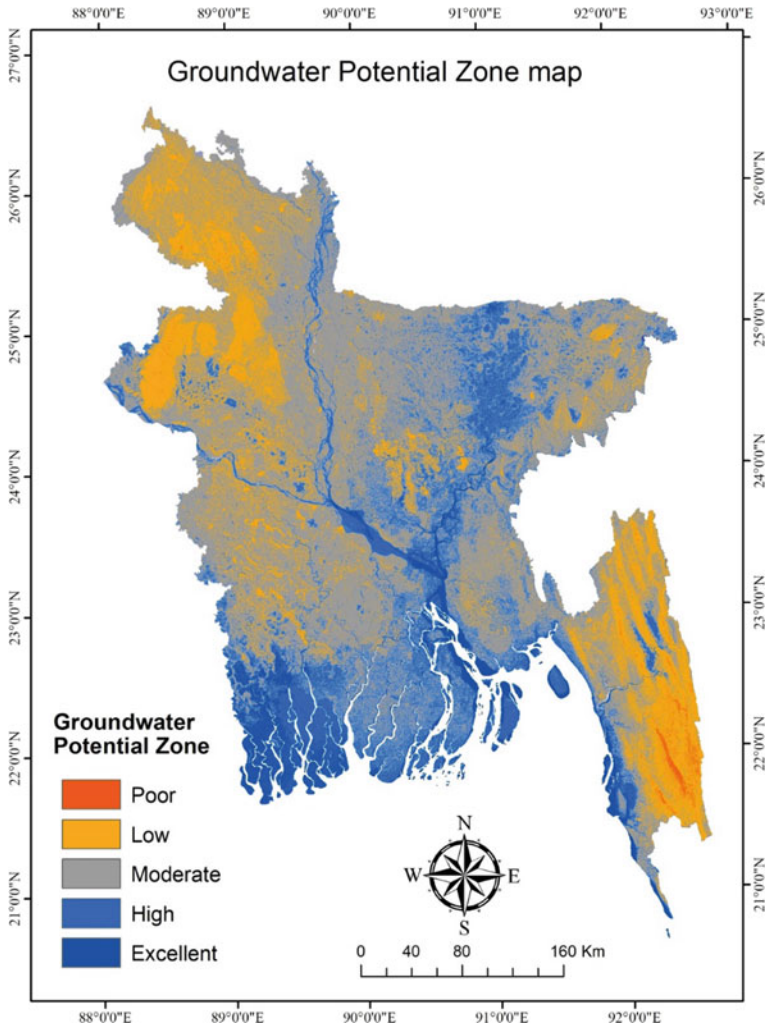 88°0'0"E 89°0'0"E 90°0'0"E 91°0'0"E 92°0'0"E 93°0'0"E
Groundwater Potential Zone map
27°0'0"N
26°0'0"N
25°0'0"N
24°0'0"N
23°0'0"N
22°0'0"N
21°0'0"N
26°0'0"N
25°0'0"N
24°0'0"N
23°0'0"N
22°0'0"N
21°0'0"N
Groundwater
Potential Zone
Poor
Low
Moderate
High
Excellent
N
W E
S
0 40 80 160 Km
88°0'0"E 89°0'0"E 90°0'0"E 91°0'0"E 92°0'0"E